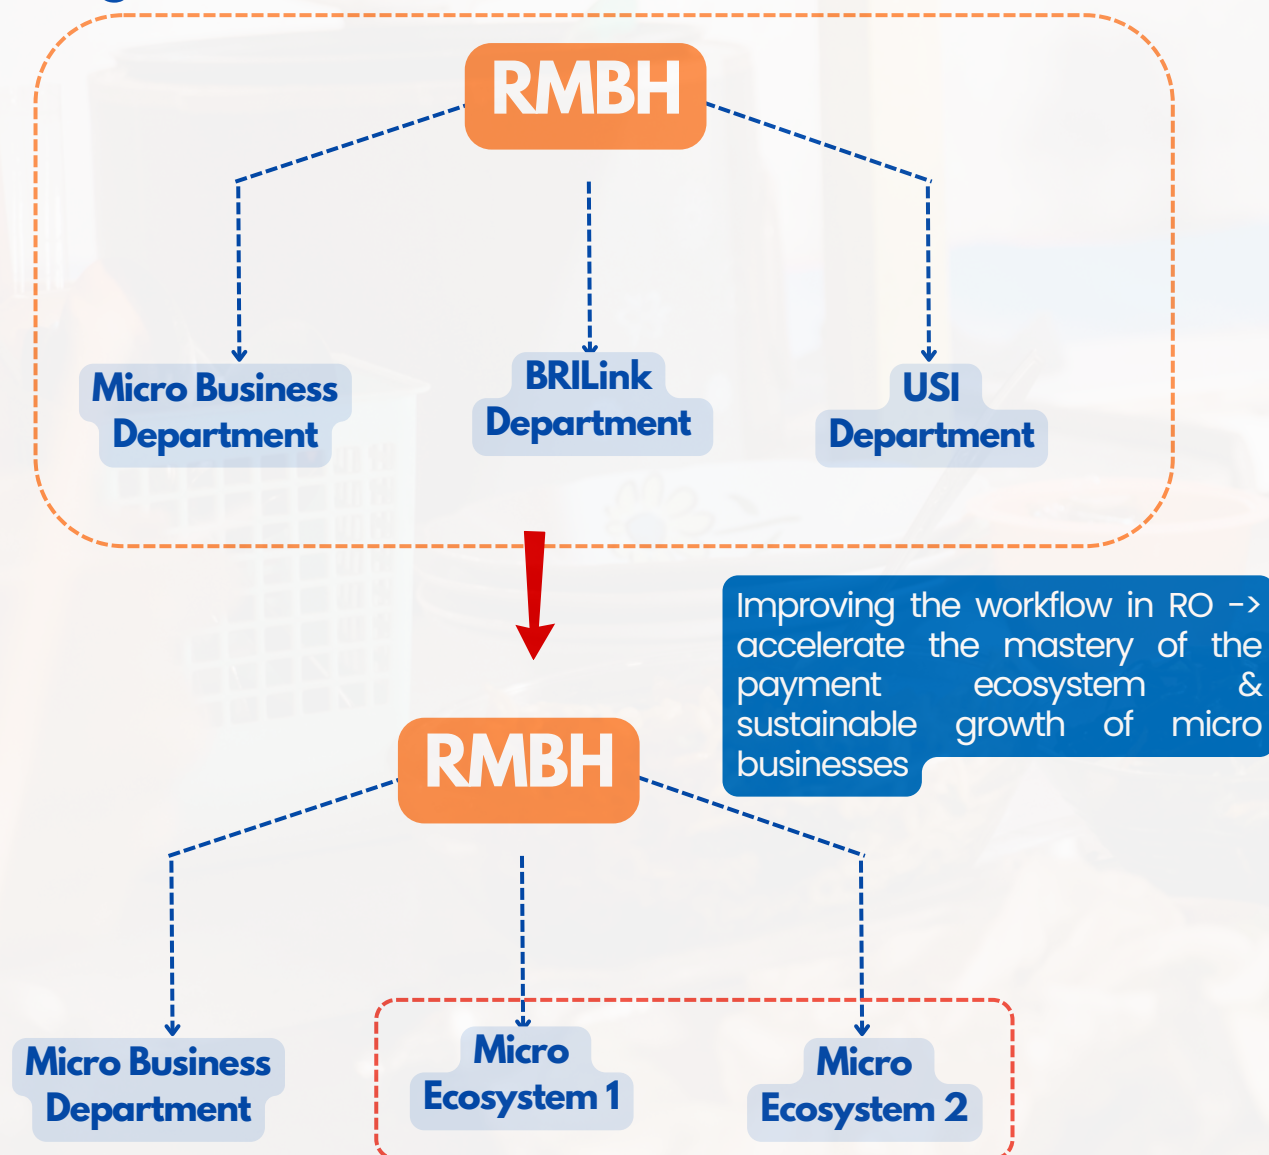 RMBH
Micro Business
Department
BRILink
Department
USI
Department
Improving the workflow in RO ->
accelerate the mastery of the
payment ecosystem &
sustainable growth of micro
businesses
RMBH
Micro Business
Department
Micro
Ecosystem 1
Micro
Ecosystem 2